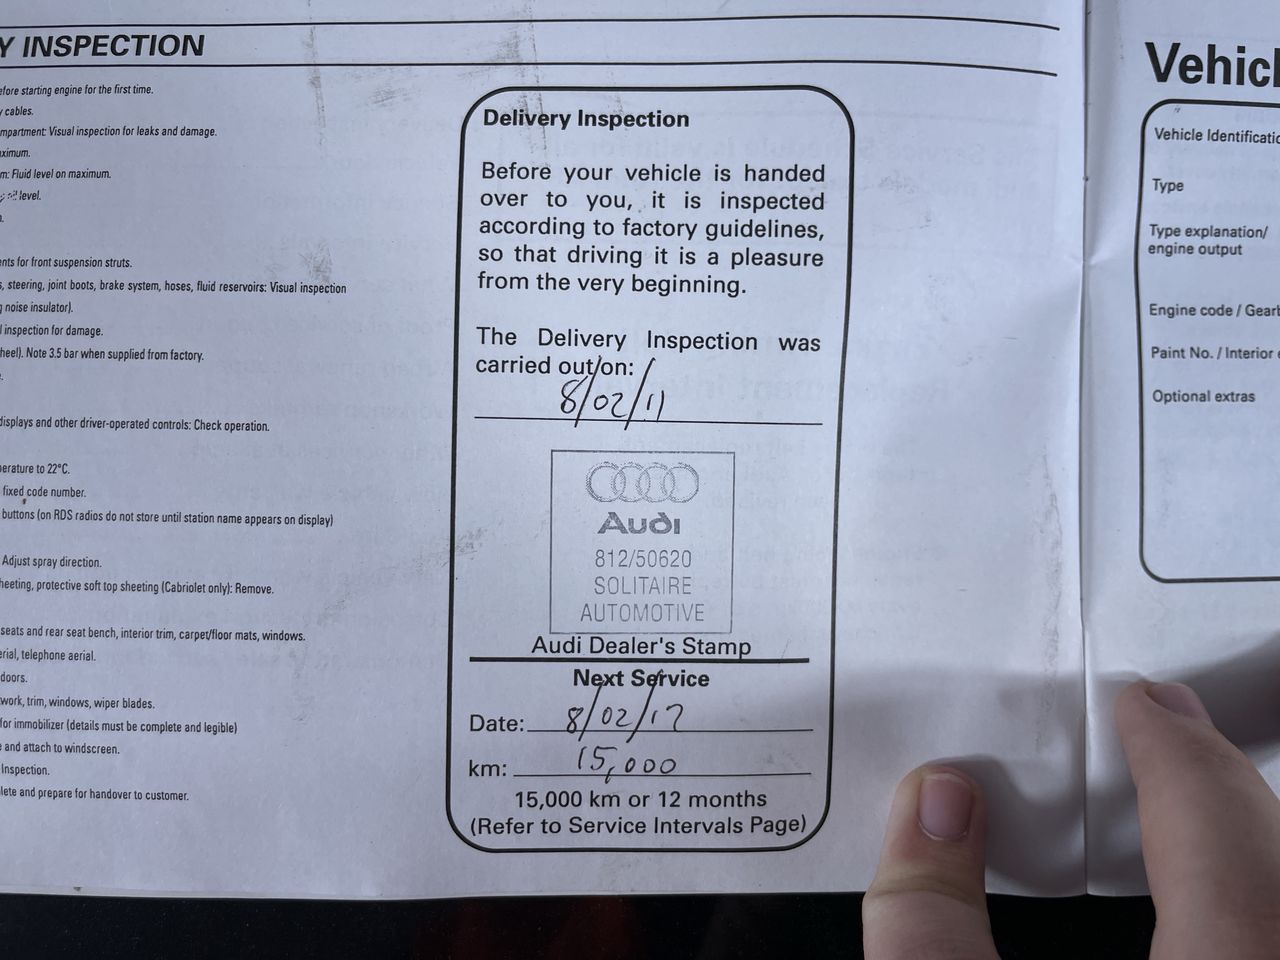 Y INSPECTION
efore starting engine for the first time.
y cables.
mpartment: Visual inspection for leaks and damage.
aximum.
m: Fluid level on maximum.
level.
ents for front suspension struts.
s, steering, joint boots, brake system, hoses, fluid reservoirs: Visual inspection
g noise insulator).
l inspection for damage.
heel). Note 3.5 bar when supplied from factory.
displays and other driver-operated controls: Check operation.
perature to 22°C.
fixed code number.
buttons (on RDS radios do not store until station name appears on display)
Adjust spray direction.
heeting, protective soft top sheeting (Cabriolet only): Remove.
seats and rear seat bench, interior trim, carpet/floor mats, windows.
erial, telephone aerial.
doors.
work, trim, windows, wiper blades.
for immobilizer (details must be complete and legible)
e and attach to windscreen.
Inspection.
lete and prepare for handover to customer.
Delivery Inspection
Before your vehicle is handed
over to you, it is inspected
according to factory guidelines,
so that driving it is a pleasure
from the very beginning.
The Delivery Inspection was
carried out on:
8/02/11
Audi
812/50620
SOLITAIRE
AUTOMOTIVE
Audi Dealer's Stamp
Next Service
Date: 8/02/12
km: 15,000
15,000 km or 12 months
(Refer to Service Intervals Page)
Vehicl
Vehicle Identificatio
Type
Type explanation/
engine output
Engine code / Gearb
Paint No. / Interior e
Optional extras